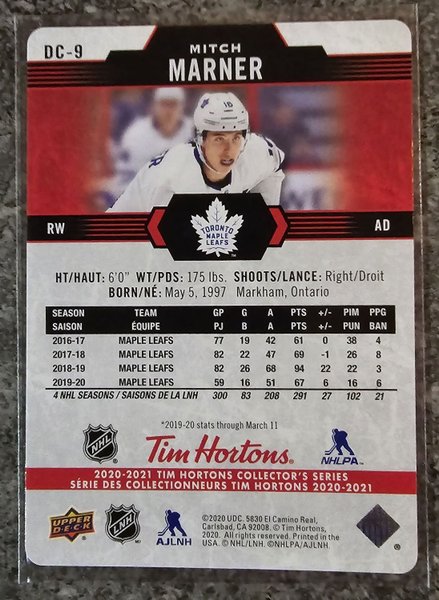 DC-9
MITCH
MARNER
16
RW
TORONTO
MAPLE
LEAFS
AD
HT/HAUT: 6'0" WT/PDS: 175 lbs. SHOOTS/LANCE: Right/Droit
BORN/NÉ: May 5, 1997 Markham, Ontario
SEASON TEAM GP G A PTS +/- PIM PPG
SAISON ÉQUIPE PJ B A PTS +/- PUN BAN
2016-17 MAPLE LEAFS 77 19 42 61 0 38 4
2017-18 MAPLE LEAFS 82 22 47 69 -1 26 8
2018-19 MAPLE LEAFS 82 26 68 94 22 22 3
2019-20 MAPLE LEAFS 59 16 51 67 6 16 6
4 NHL SEASONS / SAISONS DE LA LNH 300 83 208 291 27 102 21
*2019-20 stats through March 11
NHL
Tim Hortons.
NHLPA
2020-2021 TIM HORTONS COLLECTOR'S SERIES
SÉRIE DES COLLECTIONNEURS TIM HORTONS 2020-2021
UPPER
DECK
LNH
MD
AJLNH
©2020 UDC. 5830 El Camino Real,
Carlsbad, CA 92008. © Tim Hortons,
2020. All rights reserved. Printed in the
USA. © NHL/LNH. ©NHLPA/AJLNH.